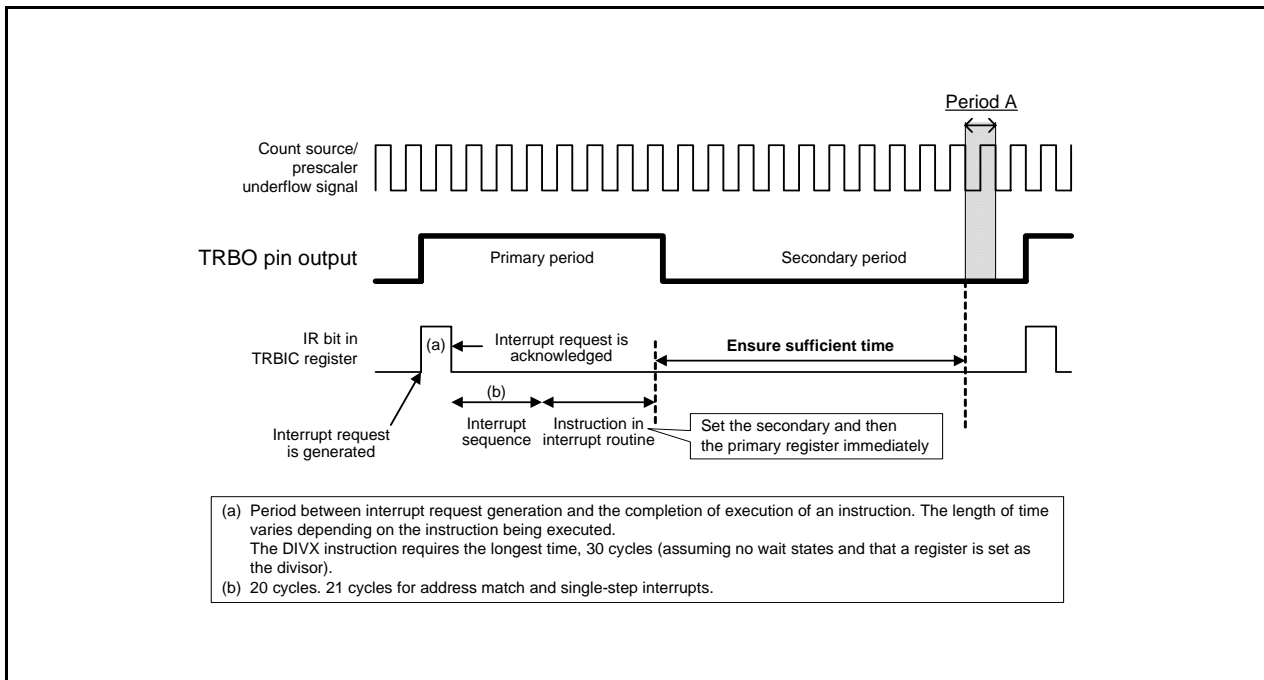 Period A
Count source/
prescaler
underflow signal
TRBO pin output
Primary period
Secondary period
IR bit in
TRBIC register
(a)
Interrupt request is
acknowledged
Ensure sufficient time
(b)
Interrupt
sequence
Instruction in
interrupt routine
Interrupt request
is generated
Set the secondary and then
the primary register immediately
(a) Period between interrupt request generation and the completion of execution of an instruction. The length of time
varies depending on the instruction being executed.
The DIVX instruction requires the longest time, 30 cycles (assuming no wait states and that a register is set as
the divisor).
(b) 20 cycles. 21 cycles for address match and single-step interrupts.